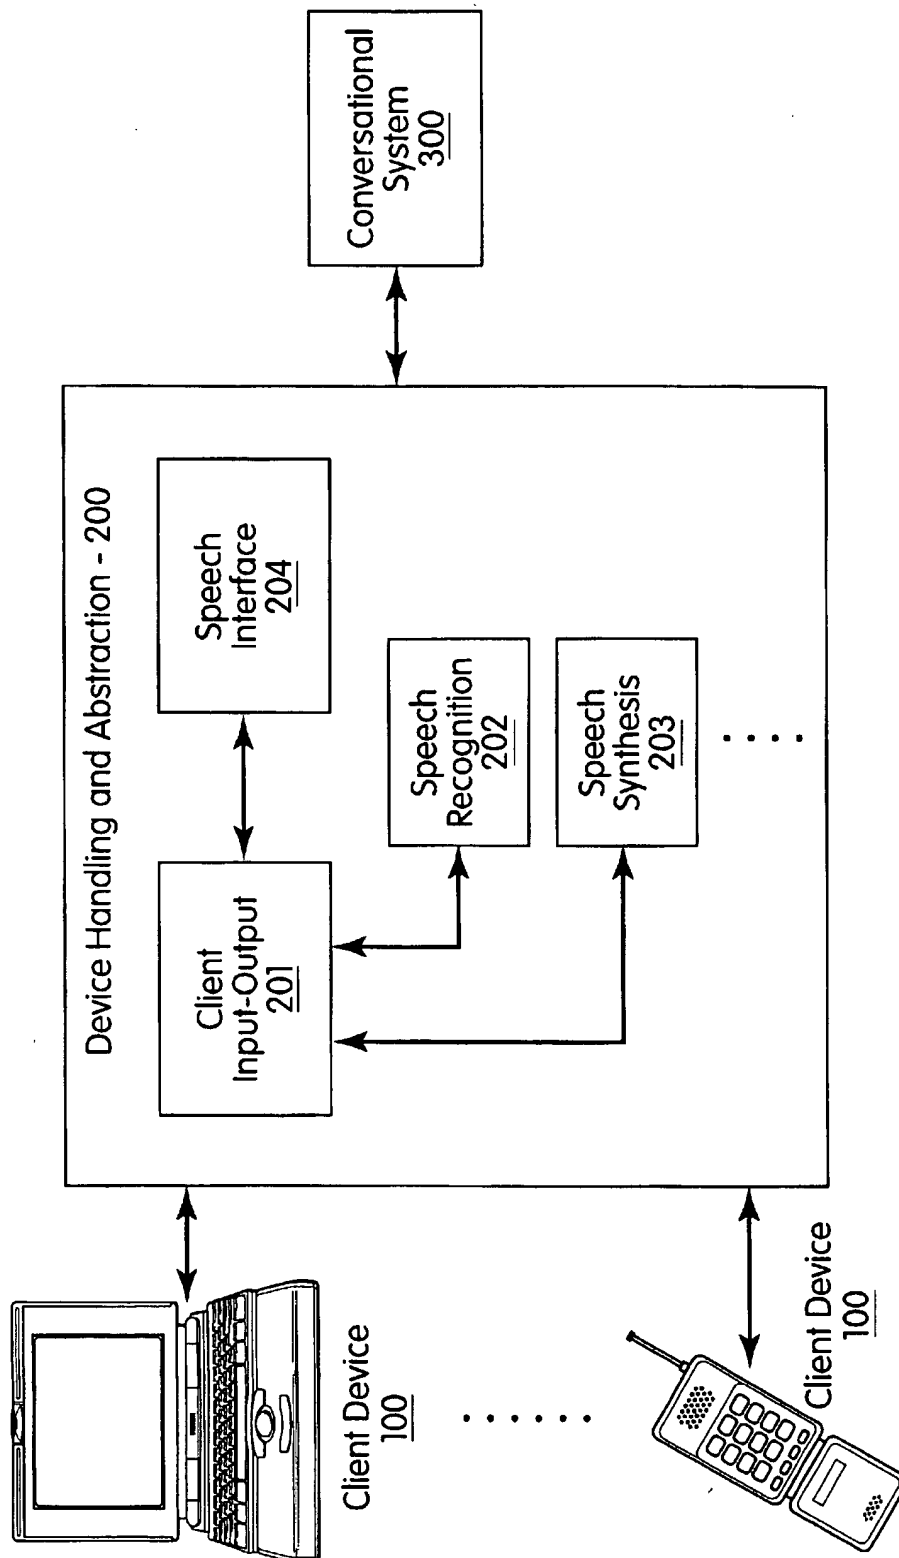 Device Handling and Abstraction - 200
Client
Input-Output
201
Speech
Interface
204
Speech
Recognition
202
Speech
Synthesis
203
Conversational
System
300
Client Device
100
Client Device
100